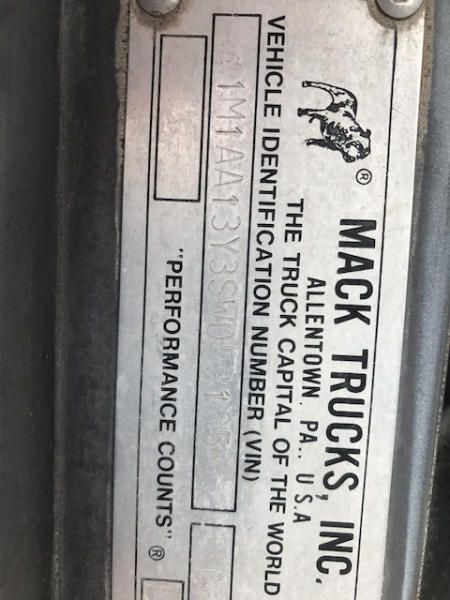 ®
MACK TRUCKS, INC.
ALLENTOWN, PA., U.S.A
THE TRUCK CAPITAL OF THE WORLD
VEHICLE IDENTIFICATION NUMBER (VIN)
"PERFORMANCE COUNTS" ®